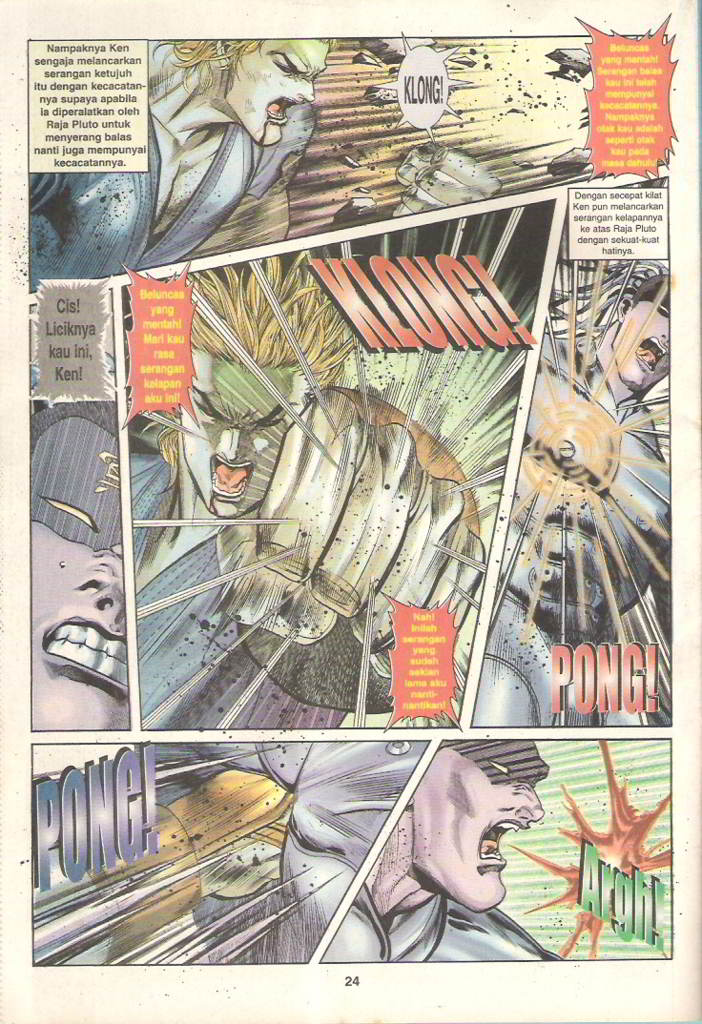 Nampaknya Ken
sengaja melancarkan
serangan ketujuh
itu dengan kecacatan-
nya supaya apabila
ia diperalatkan oleh
Raja Pluto untuk
menyerang balas
nanti juga mempunyai
kecacatannya.
KLONG!
Beluncas
yang mentah!
Serangan balas
kau ini telah
mempunyai
kecacatannya.
Nampaknya
otak kau adalah
seperti otak
kau pada
masa dahulu!
Dengan secepat kilat
Ken pun melancarkan
serangan kelapannya
ke atas Raja Pluto
dengan sekuat-kuat
hatinya.
Cis!
Liciknya
kau ini,
Ken!
Beluncas
yang
mentah!
Mari kau
rasa
serangan
kelapan
aku ini!
KLONG!
Nah!
Inilah
serangan
yang
sudah
sekian
lama aku
nanti-
nantikan!
PONG!
PONG!
Argh!
24